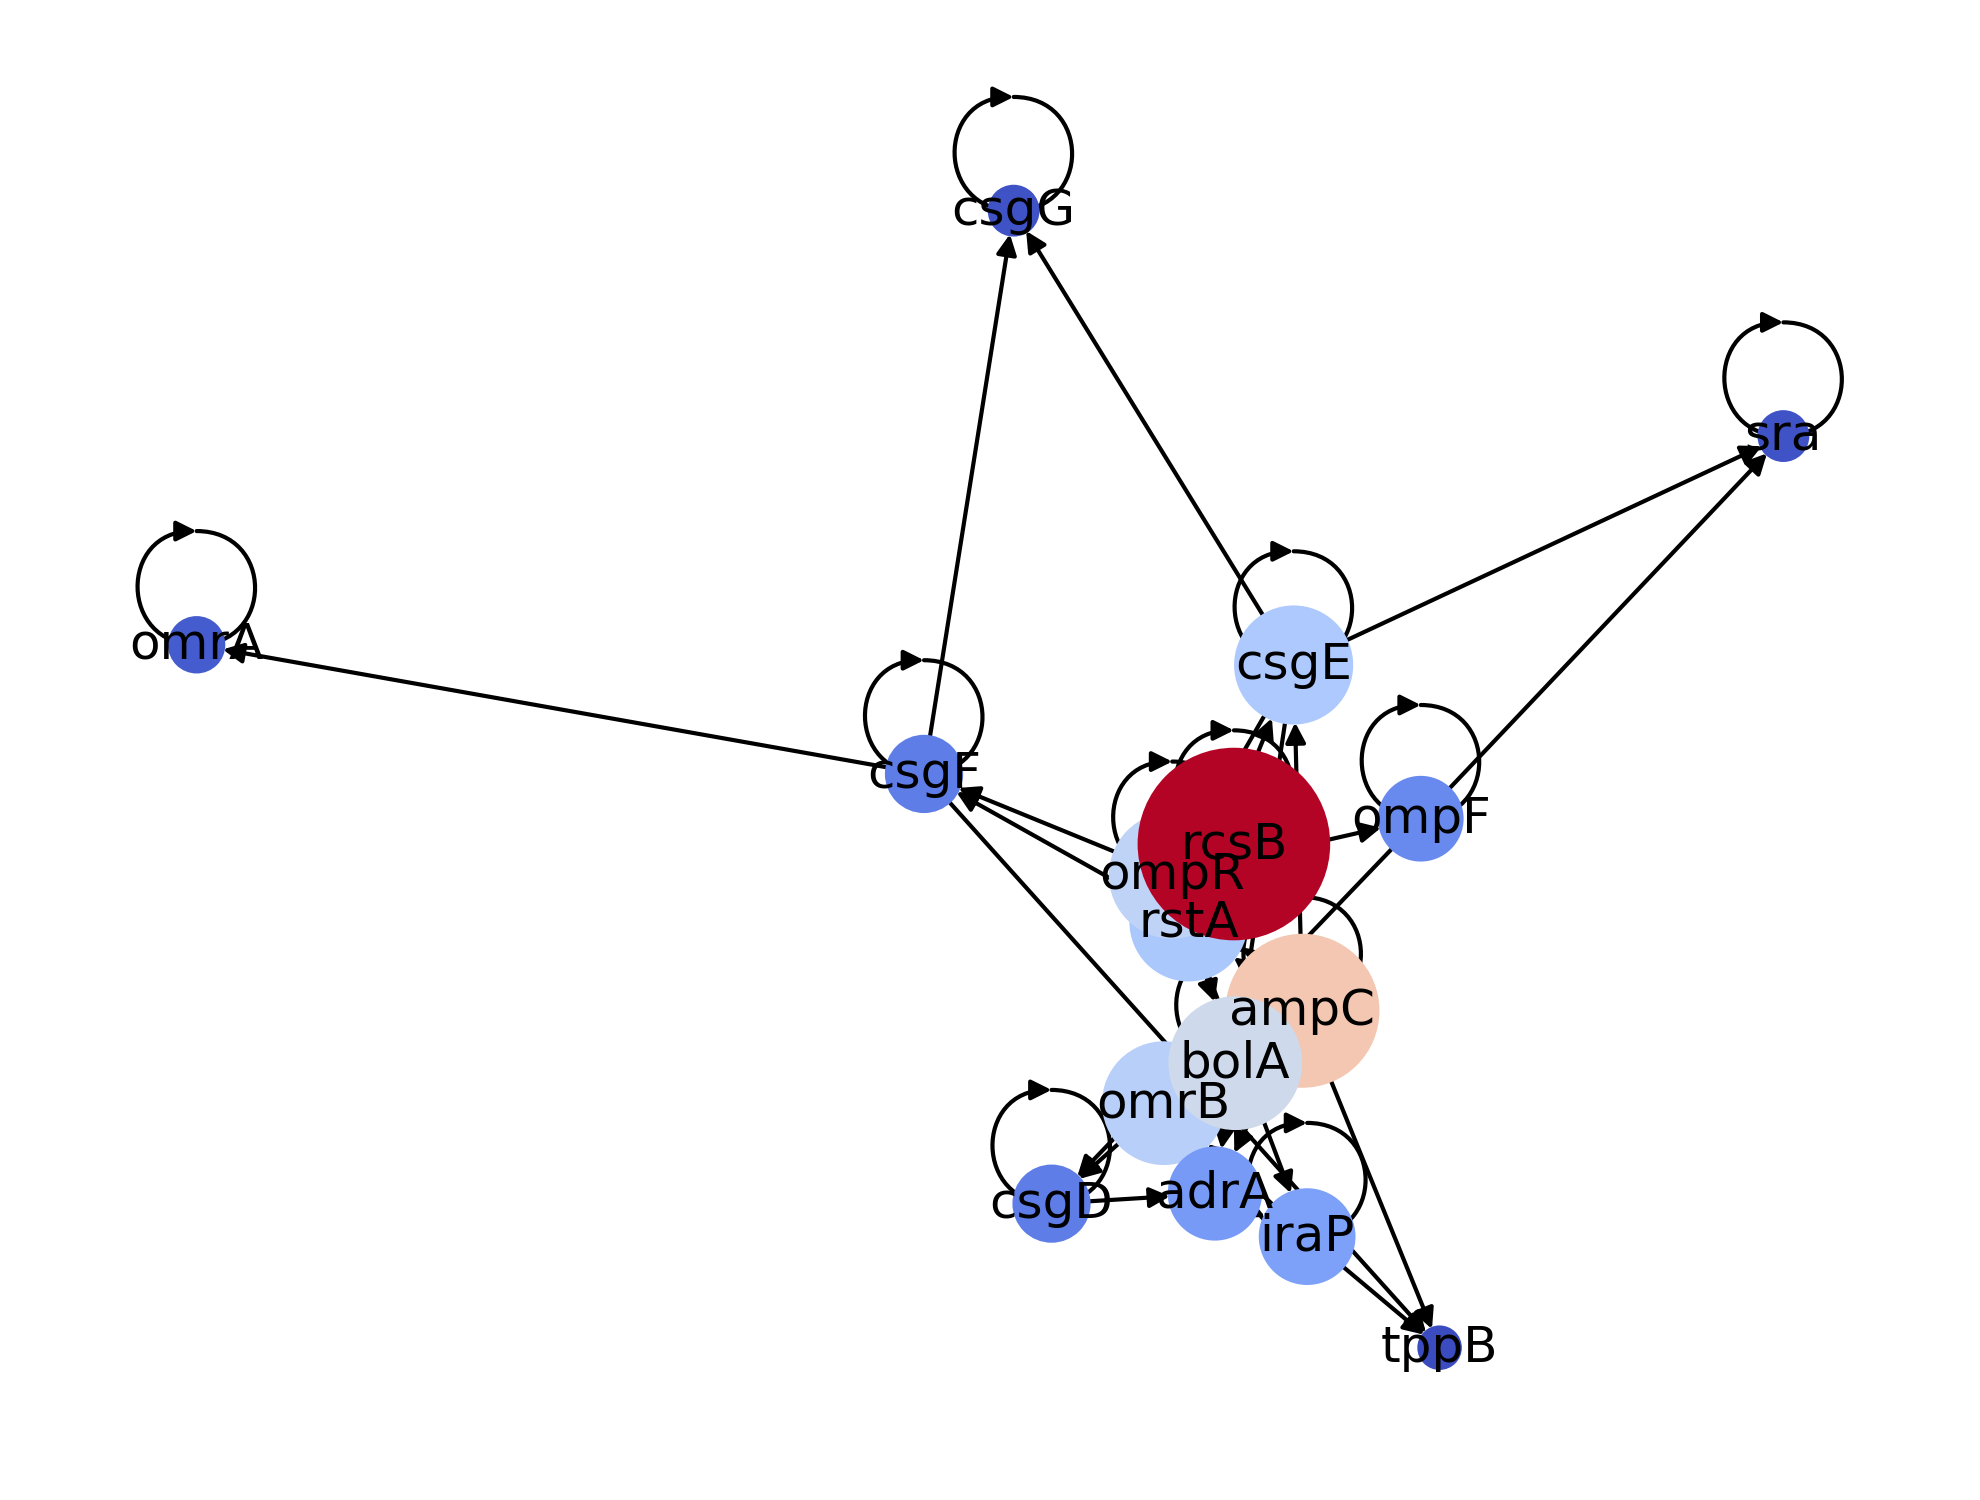 csgG
sra
omrA
csgE
csgF
ompF
rcsB
ompR
rstA
ampC
bolA
omrB
csgD
adrA
iraP
tppB